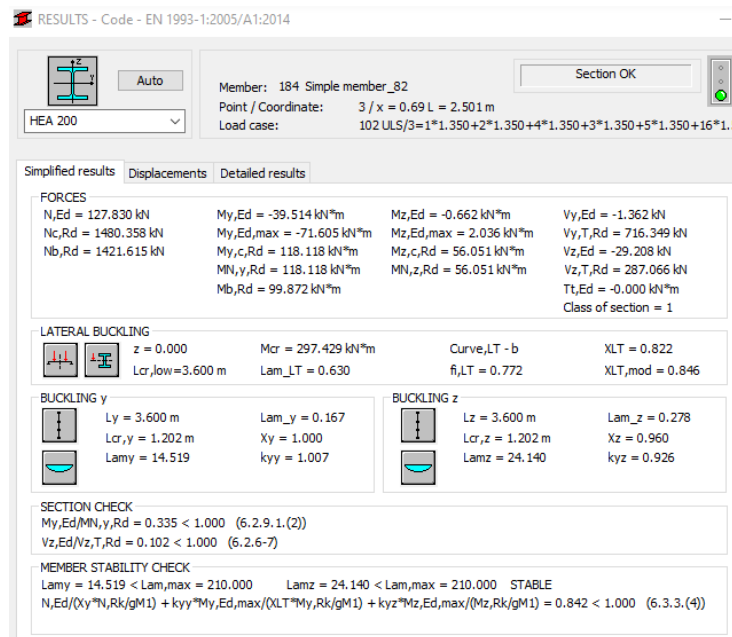 RESULTS - Code - EN 1993-1:2005/A1:2014
Auto
HEA 200
Member: 184 Simple member_82
Point / Coordinate: 3 / x = 0.69 L = 2.501 m
Load case: 102 ULS/3=1*1.350+2*1.350+4*1.350+3*1.350+5*1.350+16*1.
Section OK
Simplified results Displacements Detailed results
FORCES
N,Ed = 127.830 kN My,Ed = -39.514 kN*m Mz,Ed = -0.662 kN*m Vy,Ed = -1.362 kN
Nc,Rd = 1480.358 kN My,Ed,max = -71.605 kN*m Mz,Ed,max = 2.036 kN*m Vy,T,Rd = 716.349 kN
Nb,Rd = 1421.615 kN My,c,Rd = 118.118 kN*m Mz,c,Rd = 56.051 kN*m Vz,Ed = -29.208 kN
MN,y,Rd = 118.118 kN*m MN,z,Rd = 56.051 kN*m Vz,T,Rd = 287.066 kN
Mb,Rd = 99.872 kN*m Tt,Ed = -0.000 kN*m
Class of section = 1
LATERAL BUCKLING
z = 0.000 Mcr = 297.429 kN*m Curve,LT - b XLT = 0.822
Lcr,low=3.600 m Lam_LT = 0.630 fi,LT = 0.772 XLT,mod = 0.846
BUCKLING y
Ly = 3.600 m Lam_y = 0.167
Lcr,y = 1.202 m Xy = 1.000
Lamy = 14.519 kyy = 1.007
BUCKLING z
Lz = 3.600 m Lam_z = 0.278
Lcr,z = 1.202 m Xz = 0.960
Lamz = 24.140 kyz = 0.926
SECTION CHECK
My,Ed/MN,y,Rd = 0.335 < 1.000 (6.2.9.1.(2))
Vz,Ed/Vz,T,Rd = 0.102 < 1.000 (6.2.6-7)
MEMBER STABILITY CHECK
Lamy = 14.519 < Lam,max = 210.000 Lamz = 24.140 < Lam,max = 210.000 STABLE
N,Ed/(Xy*N,Rk/gM1) + kyy*My,Ed,max/(XLT*My,Rk/gM1) + kyz*Mz,Ed,max/(Mz,Rk/gM1) = 0.842 < 1.000 (6.3.3.(4))